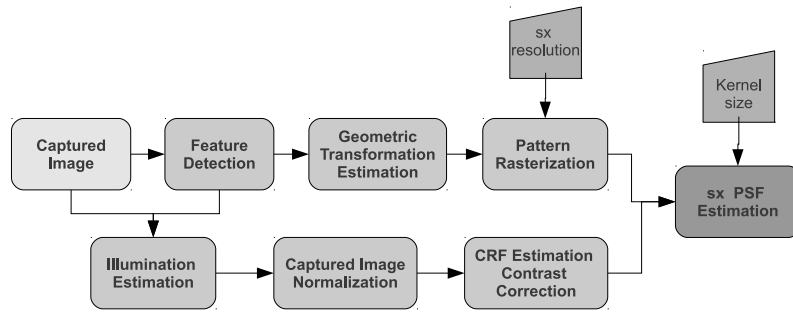 sx
resolution
Kernel
size
Captured
Image
Feature
Detection
Geometric
Transformation
Estimation
Pattern
Rasterization
sx PSF
Estimation
Illumination
Estimation
Captured Image
Normalization
CRF Estimation
Contrast
Correction